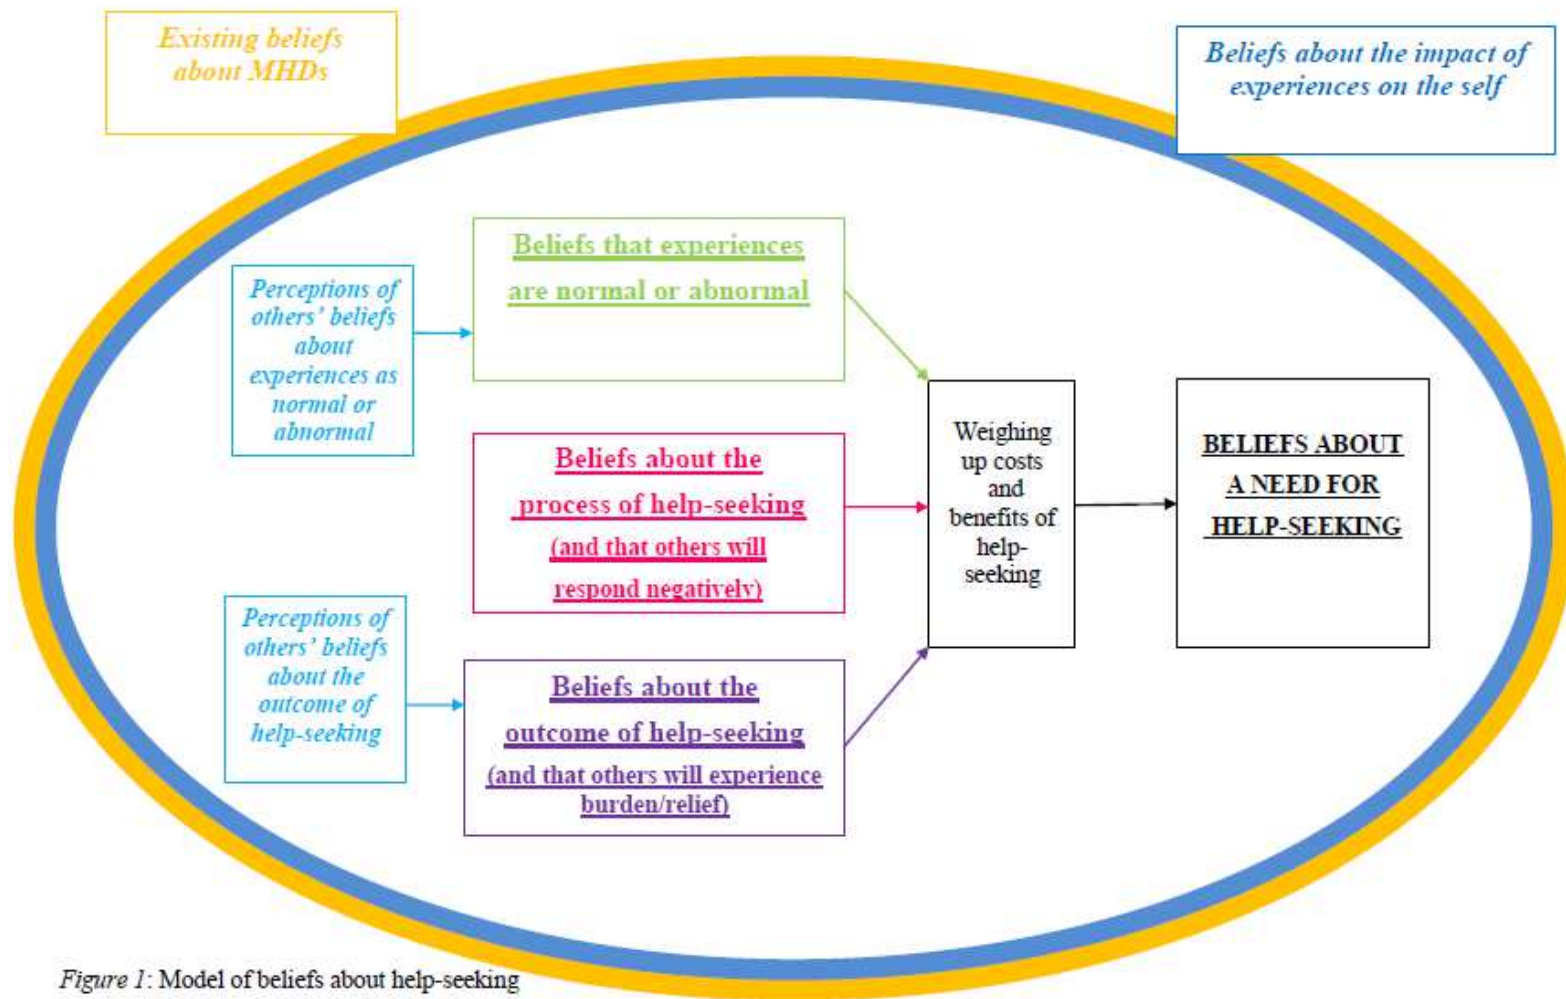 Existing beliefs
about MHDs
Beliefs about the impact of
experiences on the self
Perceptions of
others’ beliefs
about
experiences as
normal or
abnormal
Beliefs that experiences
are normal or abnormal
Beliefs about the
process of help-seeking
(and that others will
respond negatively)
Perceptions of
others’ beliefs
about the
outcome of
help-seeking
Beliefs about the
outcome of help-seeking
(and that others will experience
burden/relief)
Weighing
up costs
and
benefits of
help-
seeking
BELIEFS ABOUT
A NEED FOR
HELP-SEEKING
Figure 1: Model of beliefs about help-seeking